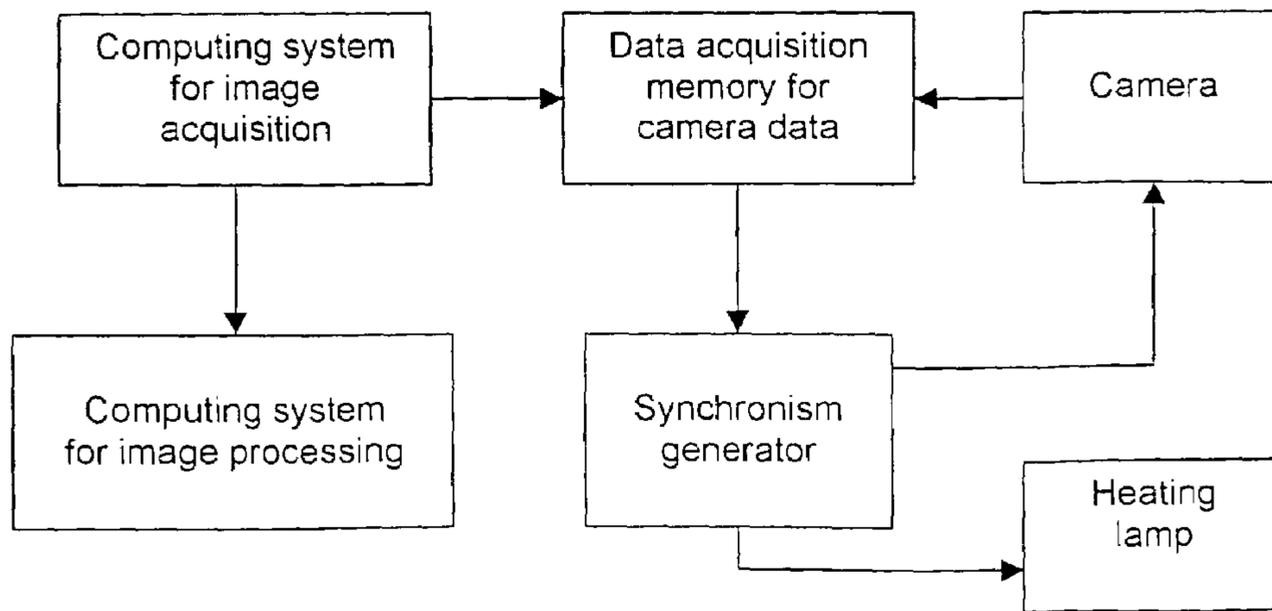 Computing system
for image
acquisition
Data acquisition
memory for
camera data
Camera
Computing system
for image processing
Synchronism
generator
Heating
lamp